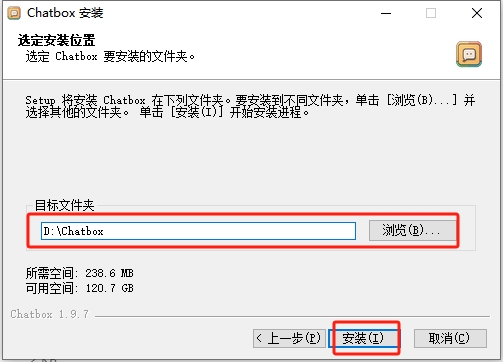 Chatbox 安装
选定安装位置
选定 Chatbox 要安装的文件夹。
Setup 将安装 Chatbox 在下列文件夹。要安装到不同文件夹，单击 [浏览(B)...] 并
选择其他的文件夹。 单击 [安装(I)] 开始安装进程。
目标文件夹
D:\Chatbox
浏览(B)...
所需空间: 238.6 MB
可用空间: 120.7 GB
Chatbox 1.9.7
< 上一步(P)
安装(I)
取消(C)